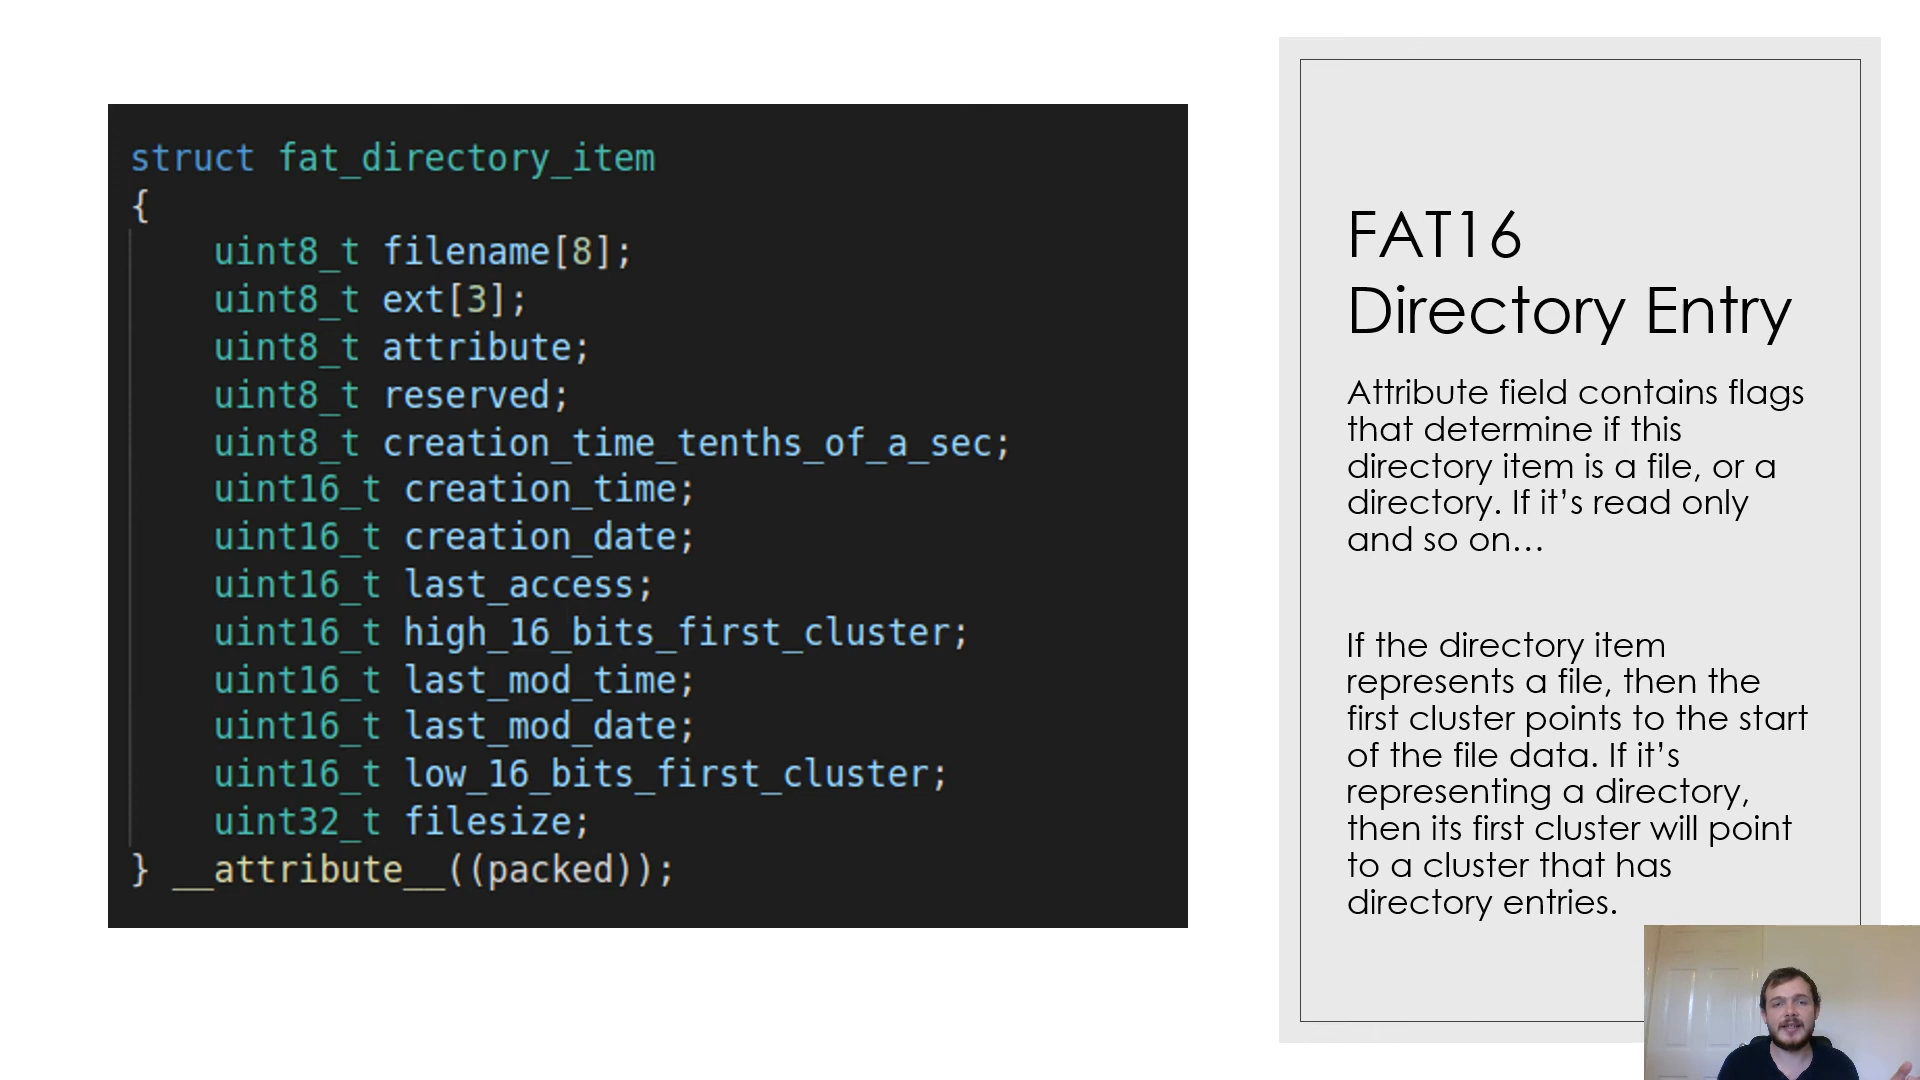 struct fat_directory_item
{
uint8_t filename[8];
uint8_t ext[3];
uint8_t attribute;
uint8_t reserved;
uint8_t creation_time_tenths_of_a_sec;
uint16_t creation_time;
uint16_t creation_date;
uint16_t last_access;
uint16_t high_16_bits_first_cluster;
uint16_t last_mod_time;
uint16_t last_mod_date;
uint16_t low_16_bits_first_cluster;
uint32_t filesize;
} __attribute__((packed));
FAT16
Directory Entry
Attribute field contains flags
that determine if this
directory item is a file, or a
directory. If it’s read only
and so on…
If the directory item
represents a file, then the
first cluster points to the start
of the file data. If it’s
representing a directory,
then its first cluster will point
to a cluster that has
directory entries.